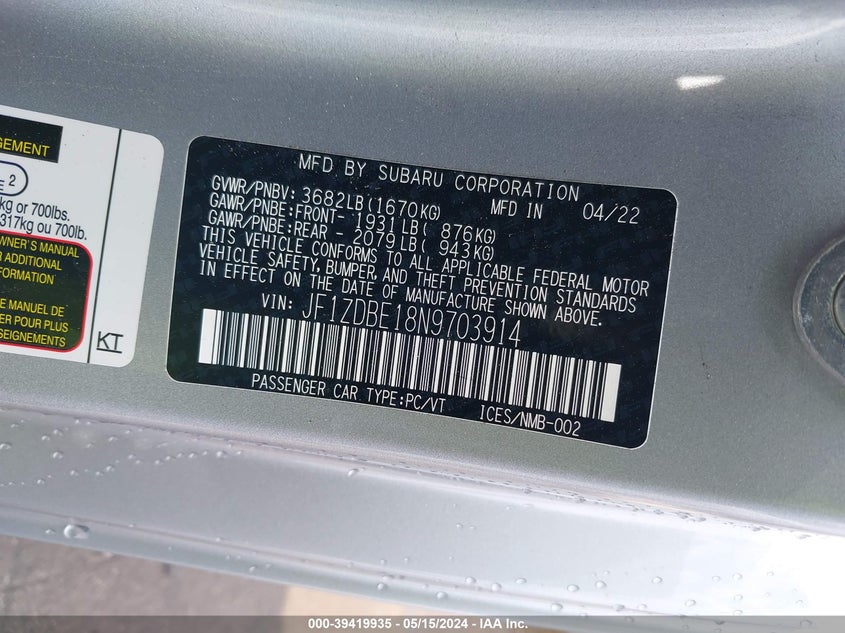 GEMENT
E 2
kg or 700lbs.
317kg ou 700lb.
OWNER'S MANUAL
R ADDITIONAL
NFORMATION
E MANUEL DE
ER POUR PLUS
SEIGNEMENTS
KT
MFD BY SUBARU CORPORATION
GVWR/PNBV: 3682LB(1670KG) MFD IN 04/22
GAWR/PNBE:FRONT- 1931LB( 876KG)
GAWR/PNBE:REAR - 2079LB( 943KG)
THIS VEHICLE CONFORMS TO ALL APPLICABLE FEDERAL MOTOR
VEHICLE SAFETY, BUMPER, AND THEFT PREVENTION STANDARDS
IN EFFECT ON THE DATE OF MANUFACTURE SHOWN ABOVE.
VIN: JF1ZDBE18N9703914
PASSENGER CAR TYPE:PC/VT ICES/NMB-002
000-39419935 - 05/15/2024 - IAA Inc.